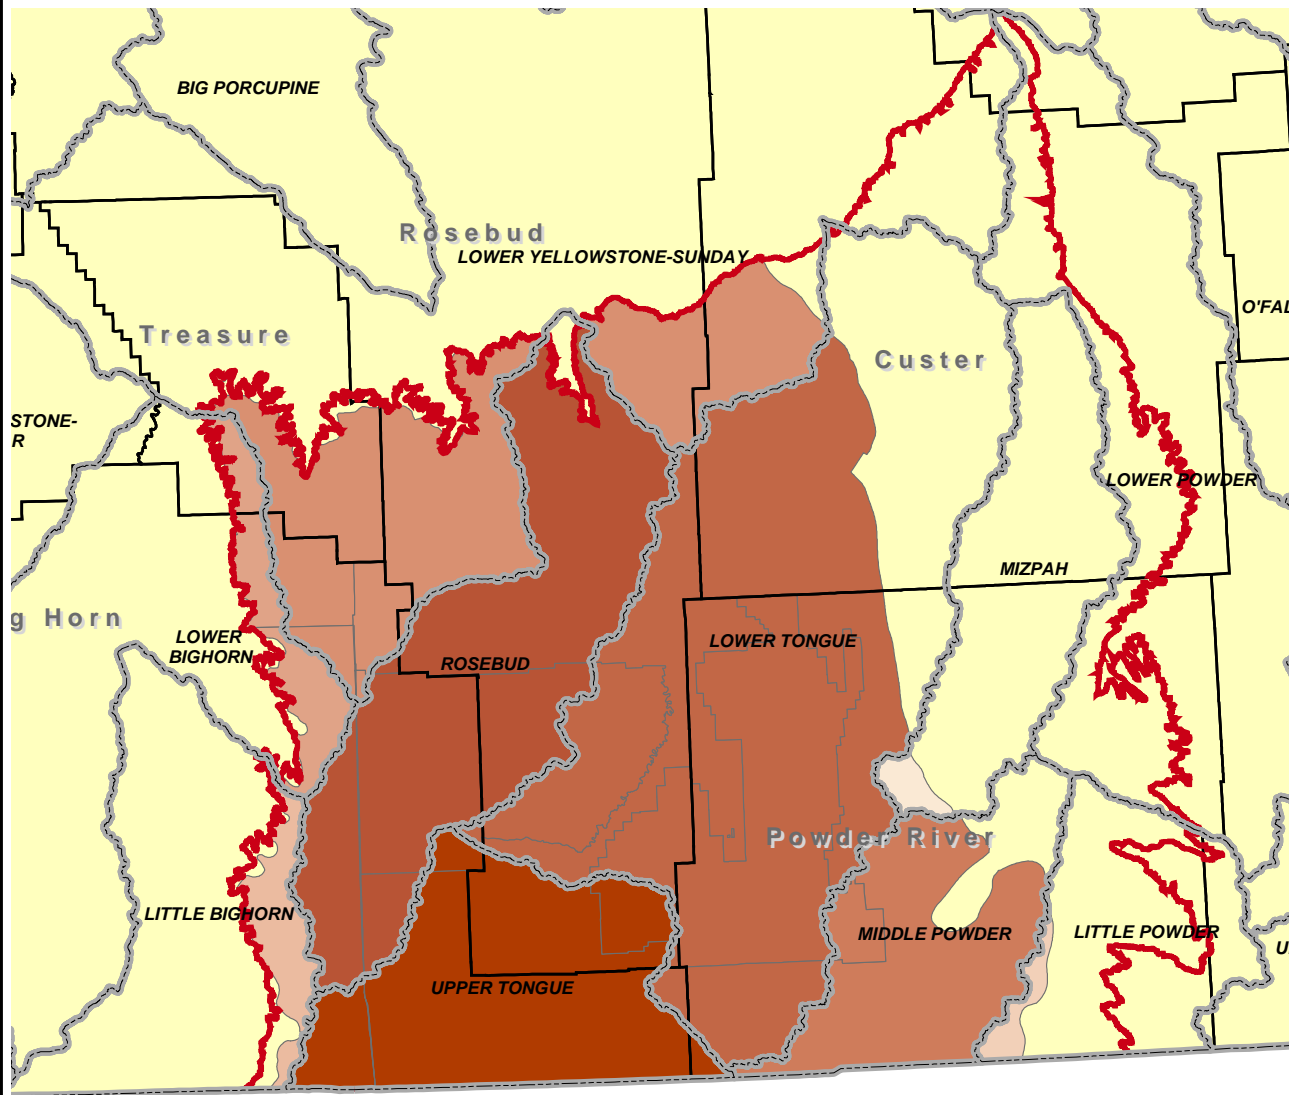 BIG PORCUPINE
Rosebud
LOWER YELLOWSTONE-SUNDAY
O'FAL
Treasure
Custer
STONE-
R
LOWER POWDER
MIZPAH
g Horn
LOWER
BIGHORN
LOWER TONGUE
ROSEBUD
Powder River
LITTLE BIGHORN
MIDDLE POWDER
LITTLE POWDER
U
UPPER TONGUE